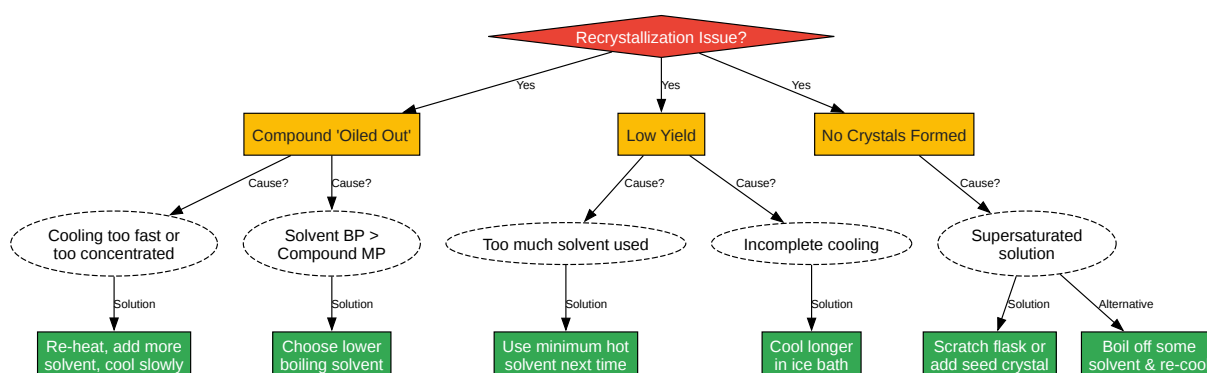 Recrystallization Issue?
Yes
Yes
Yes
Compound 'Oiled Out'
Low Yield
No Crystals Formed
Cause?
Cause?
Cause?
Cause?
Cause?
Cooling too fast or
too concentrated
Solvent BP >
Compound MP
Too much solvent used
Incomplete cooling
Supersaturated
solution
Solution
Solution
Solution
Solution
Solution
Alternative
Re-heat, add more
solvent, cool slowly
Choose lower
boiling solvent
Use minimum hot
solvent next time
Cool longer
in ice bath
Scratch flask or
add seed crystal
Boil off some
solvent & re-cool